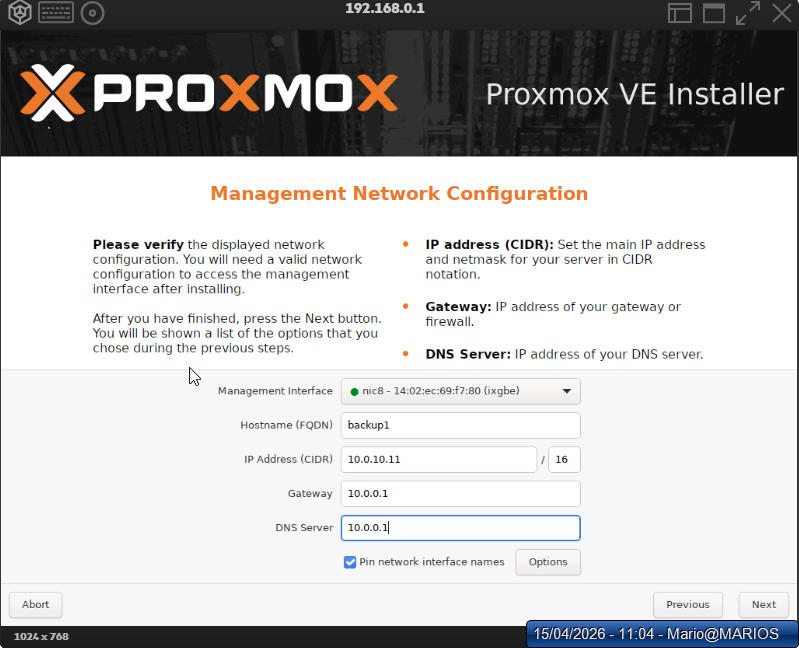 192.168.0.1
PROXMOX
Proxmox VE Installer
Management Network Configuration
Please verify the displayed network
configuration. You will need a valid network
configuration to access the management
interface after installing.
After you have finished, press the Next button.
You will be shown a list of the options that you
chose during the previous steps.
• IP address (CIDR): Set the main IP address
and netmask for your server in CIDR
notation.
• Gateway: IP address of your gateway or
firewall.
• DNS Server: IP address of your DNS server.
Management Interface nic8 - 14:02:ec:69:f7:80 (ixgbe)
Hostname (FQDN) backup1
IP Address (CIDR) 10.0.10.11 / 16
Gateway 10.0.0.1
DNS Server 10.0.0.1
Pin network interface names Options
Abort Previous Next
1024 x 768
15/04/2026 - 11:04 - Mario@MARIOS